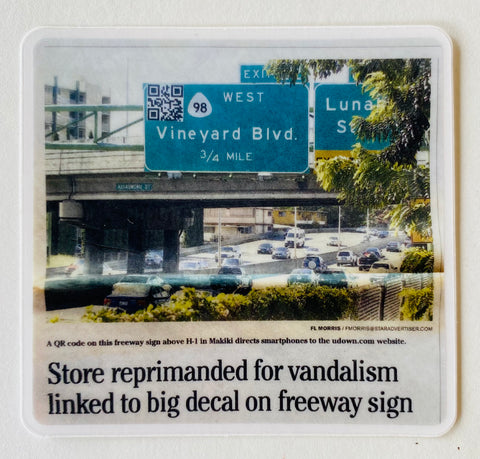 EXIT
WEST
98
Vineyard Blvd.
3/4 MILE
Lunal
S
FL MORRIS / FMORRIS@STARADVERTISER.COM
A QR code on this freeway sign above H-1 in Makiki directs smartphones to the udown.com website.
Store reprimanded for vandalism
linked to big decal on freeway sign